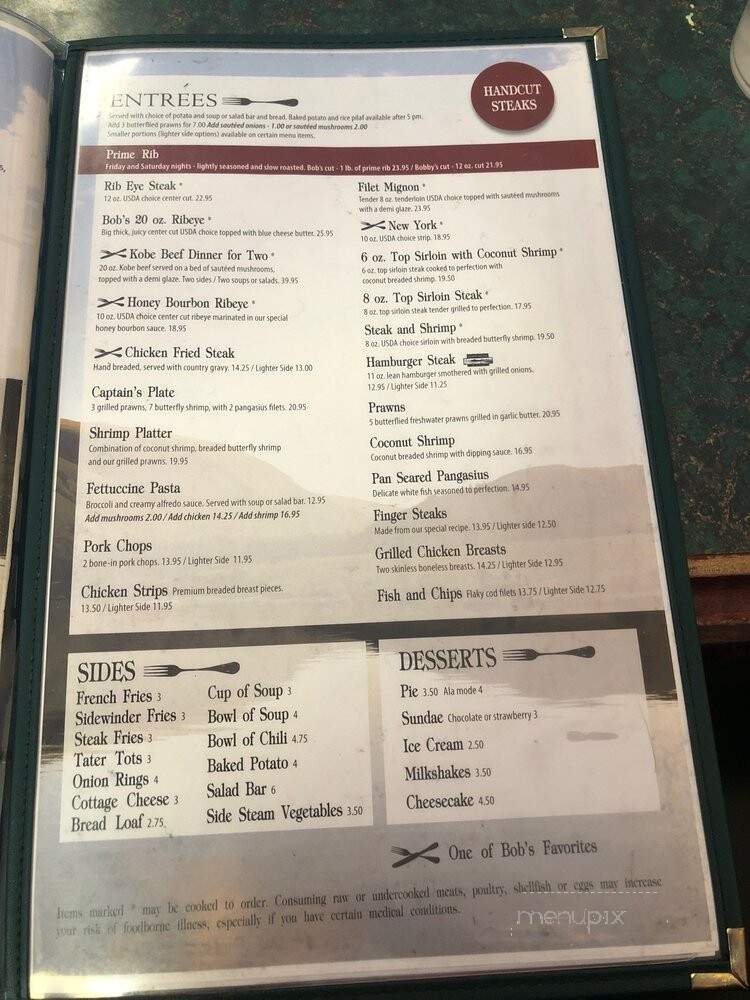 ENTRÉES
HANDCUT
STEAKS
Served with choice of potato and soup or salad bar and bread. Baked potato and rice pilaf available after 5 pm.
Add 3 butterflied prawns for 7.00 Add sautéed onions - 1.00 or sautéed mushrooms 2.00
Smaller portions (lighter side options) available on certain menu items.
Prime Rib
Friday and Saturday nights - lightly seasoned and slow roasted. Bob's cut - 1 lb. of prime rib 23.95 / Bobby's cut - 12 oz. cut 21.95
Rib Eye Steak *
12 oz. USDA choice center cut. 22.95
Bob's 20 oz. Ribeye *
Big thick, juicy center cut USDA choice topped with blue cheese butter. 25.95
Kobe Beef Dinner for Two *
20 oz. Kobe beef served on a bed of sautéed mushrooms,
topped with a demi glaze. Two sides / Two soups or salads. 39.95
Honey Bourbon Ribeye *
10 oz. USDA choice center cut ribeye marinated in our special
honey bourbon sauce. 18.95
Chicken Fried Steak
Hand breaded, served with country gravy. 14.25 / Lighter Side 13.00
Captain's Plate
3 grilled prawns, 7 butterfly shrimp, with 2 pangasius filets. 20.95
Shrimp Platter
Combination of coconut shrimp, breaded butterfly shrimp
and our grilled prawns. 19.95
Fettuccine Pasta
Broccoli and creamy alfredo sauce. Served with soup or salad bar. 12.95
Add mushrooms 2.00 / Add chicken 14.25 / Add shrimp 16.95
Pork Chops
2 bone-in pork chops. 13.95 / Lighter Side 11.95
Chicken Strips Premium breaded breast pieces.
13.50 / Lighter Side 11.95
Filet Mignon *
Tender 8 oz. tenderloin USDA choice topped with sautéed mushrooms
with a demi glaze. 23.95
New York *
10 oz. USDA choice strip. 18.95
6 oz. Top Sirloin with Coconut Shrimp *
6 oz. top sirloin steak cooked to perfection with
coconut breaded shrimp. 19.50
8 oz. Top Sirloin Steak *
8 oz. top sirloin steak tender grilled to perfection. 17.95
Steak and Shrimp *
8 oz. USDA choice sirloin with breaded butterfly shrimp. 19.50
Hamburger Steak
11 oz. lean hamburger smothered with grilled onions.
12.95 / Lighter Side 11.25
Prawns
5 butterflied freshwater prawns grilled in garlic butter. 20.95
Coconut Shrimp
Coconut breaded shrimp with dipping sauce. 16.95
Pan Seared Pangasius
Delicate white fish seasoned to perfection. 14.95
Finger Steaks
Made from our special recipe. 13.95 / Lighter side 12.50
Grilled Chicken Breasts
Two skinless boneless breasts. 14.25 / Lighter Side 12.95
Fish and Chips Flaky cod filets 13.75 / Lighter Side 12.75
SIDES
French Fries 3
Sidewinder Fries 3
Steak Fries 3
Tater Tots 3
Onion Rings 4
Cottage Cheese 3
Bread Loaf 2.75
Cup of Soup 3
Bowl of Soup 4
Bowl of Chili 4.75
Baked Potato 4
Salad Bar 6
Side Steam Vegetables 3.50
DESSERTS
Pie 3.50 Ala mode 4
Sundae Chocolate or strawberry 3
Ice Cream 2.50
Milkshakes 3.50
Cheesecake 4.50
One of Bob's Favorites
Items marked * may be cooked to order. Consuming raw or undercooked meats, poultry, shellfish or eggs may increase
your risk of foodborne illness, especially if you have certain medical conditions.
menupix